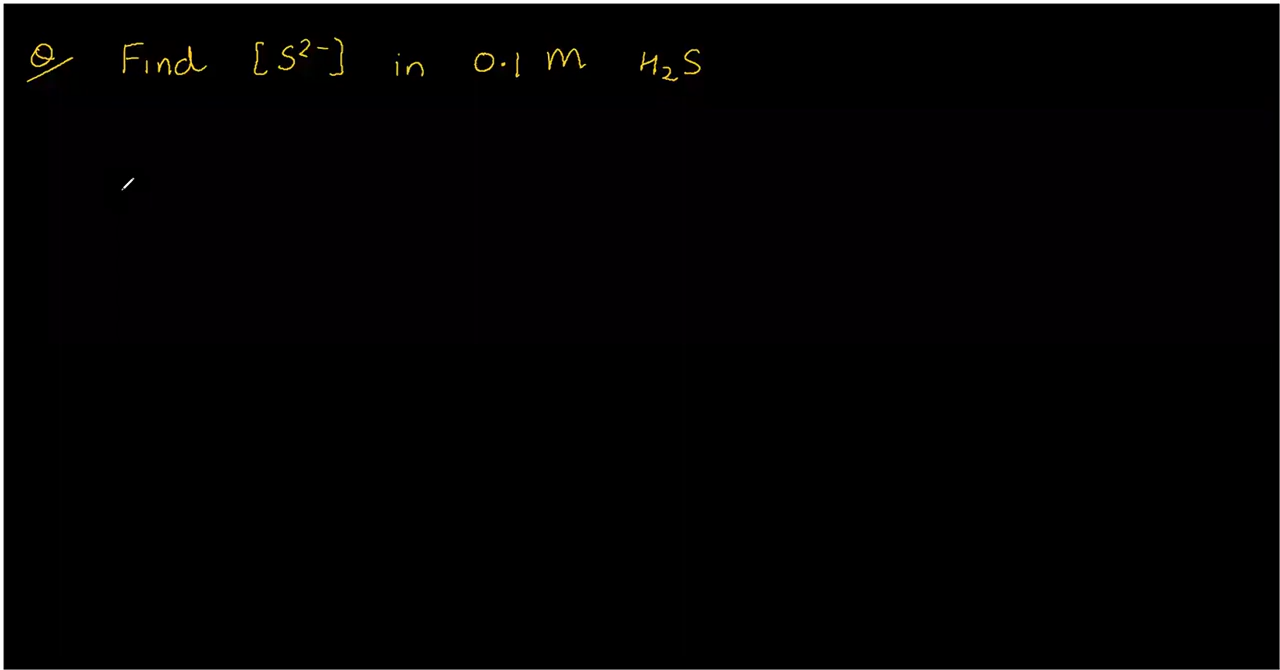 Q Find [S²⁻] in 0.1 M H₂S